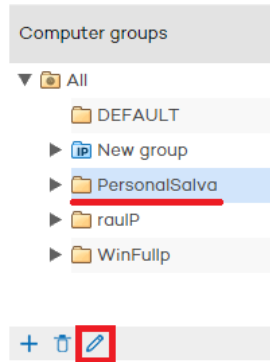 Computer groups
All
DEFAULT
IP New group
PersonalSalva
raulP
WinFullp